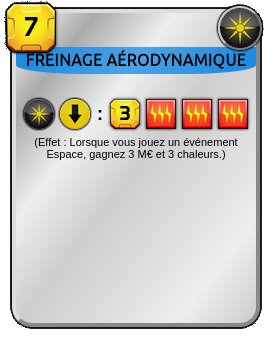 7
FREINAGE AÉRODYNAMIQUE
: 3
(Effet : Lorsque vous jouez un événement
Espace, gagnez 3 M€ et 3 chaleurs.)